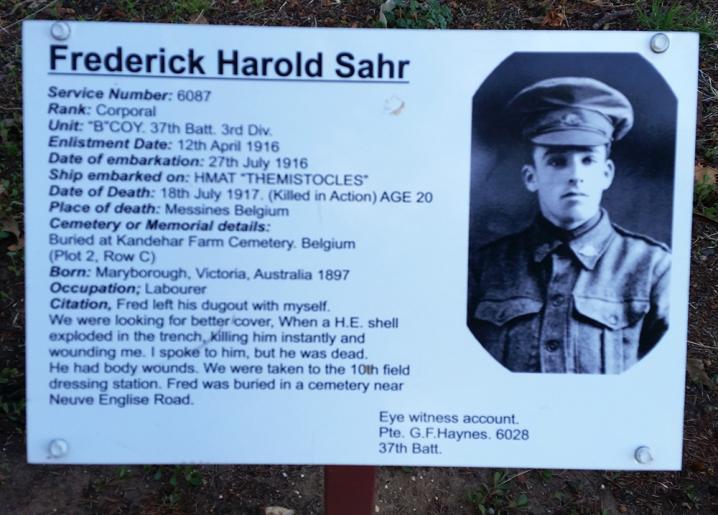 Frederick Harold Sahr
Service Number: 6087
Rank: Corporal
Unit: "B"COY. 37th Batt. 3rd Div.
Enlistment Date: 12th April 1916
Date of embarkation: 27th July 1916
Ship embarked on: HMAT "THEMISTOCLES"
Date of Death: 18th July 1917. (Killed in Action) AGE 20
Place of death: Messines Belgium
Cemetery or Memorial details:
Buried at Kandehar Farm Cemetery. Belgium
(Plot 2, Row C)
Born: Maryborough, Victoria, Australia 1897
Occupation; Labourer
Citation, Fred left his dugout with myself.
We were looking for better cover, When a H.E. shell
exploded in the trench, killing him instantly and
wounding me. I spoke to him, but he was dead.
He had body wounds. We were taken to the 10th field
dressing station. Fred was buried in a cemetery near
Neuve Englise Road.
Eye witness account.
Pte. G.F.Haynes. 6028
37th Batt.